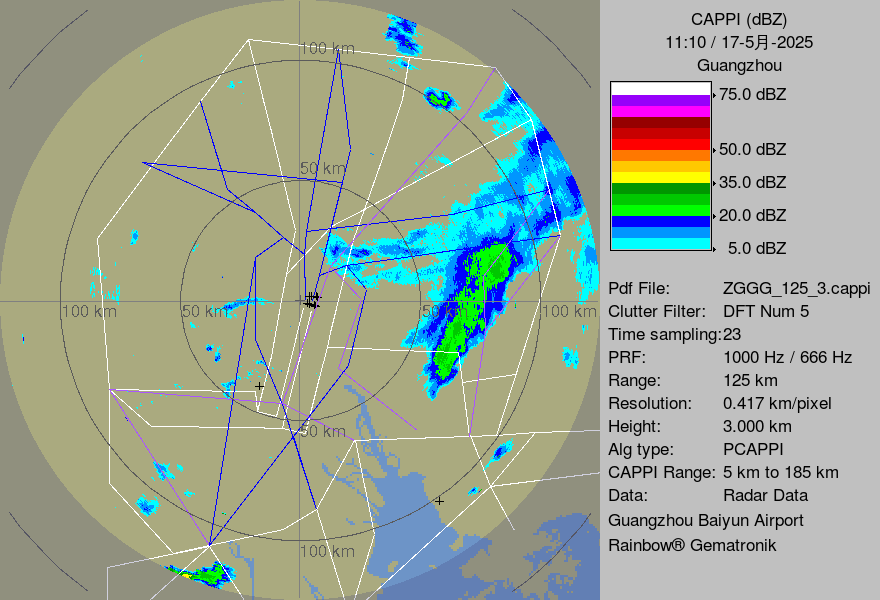 CAPPI (dBZ)
11:10 / 17-5月-2025
Guangzhou
75.0 dBZ
50.0 dBZ
35.0 dBZ
20.0 dBZ
5.0 dBZ
Pdf File: ZGGG_125_3.cappi
Clutter Filter: DFT Num 5
Time sampling:23
PRF: 1000 Hz / 666 Hz
Range: 125 km
Resolution: 0.417 km/pixel
Height: 3.000 km
Alg type: PCAPPI
CAPPI Range: 5 km to 185 km
Data: Radar Data
Guangzhou Baiyun Airport
Rainbow® Gematronik
100 km
50 km
100 km
50 km
50 km
100 km
50 km
100 km